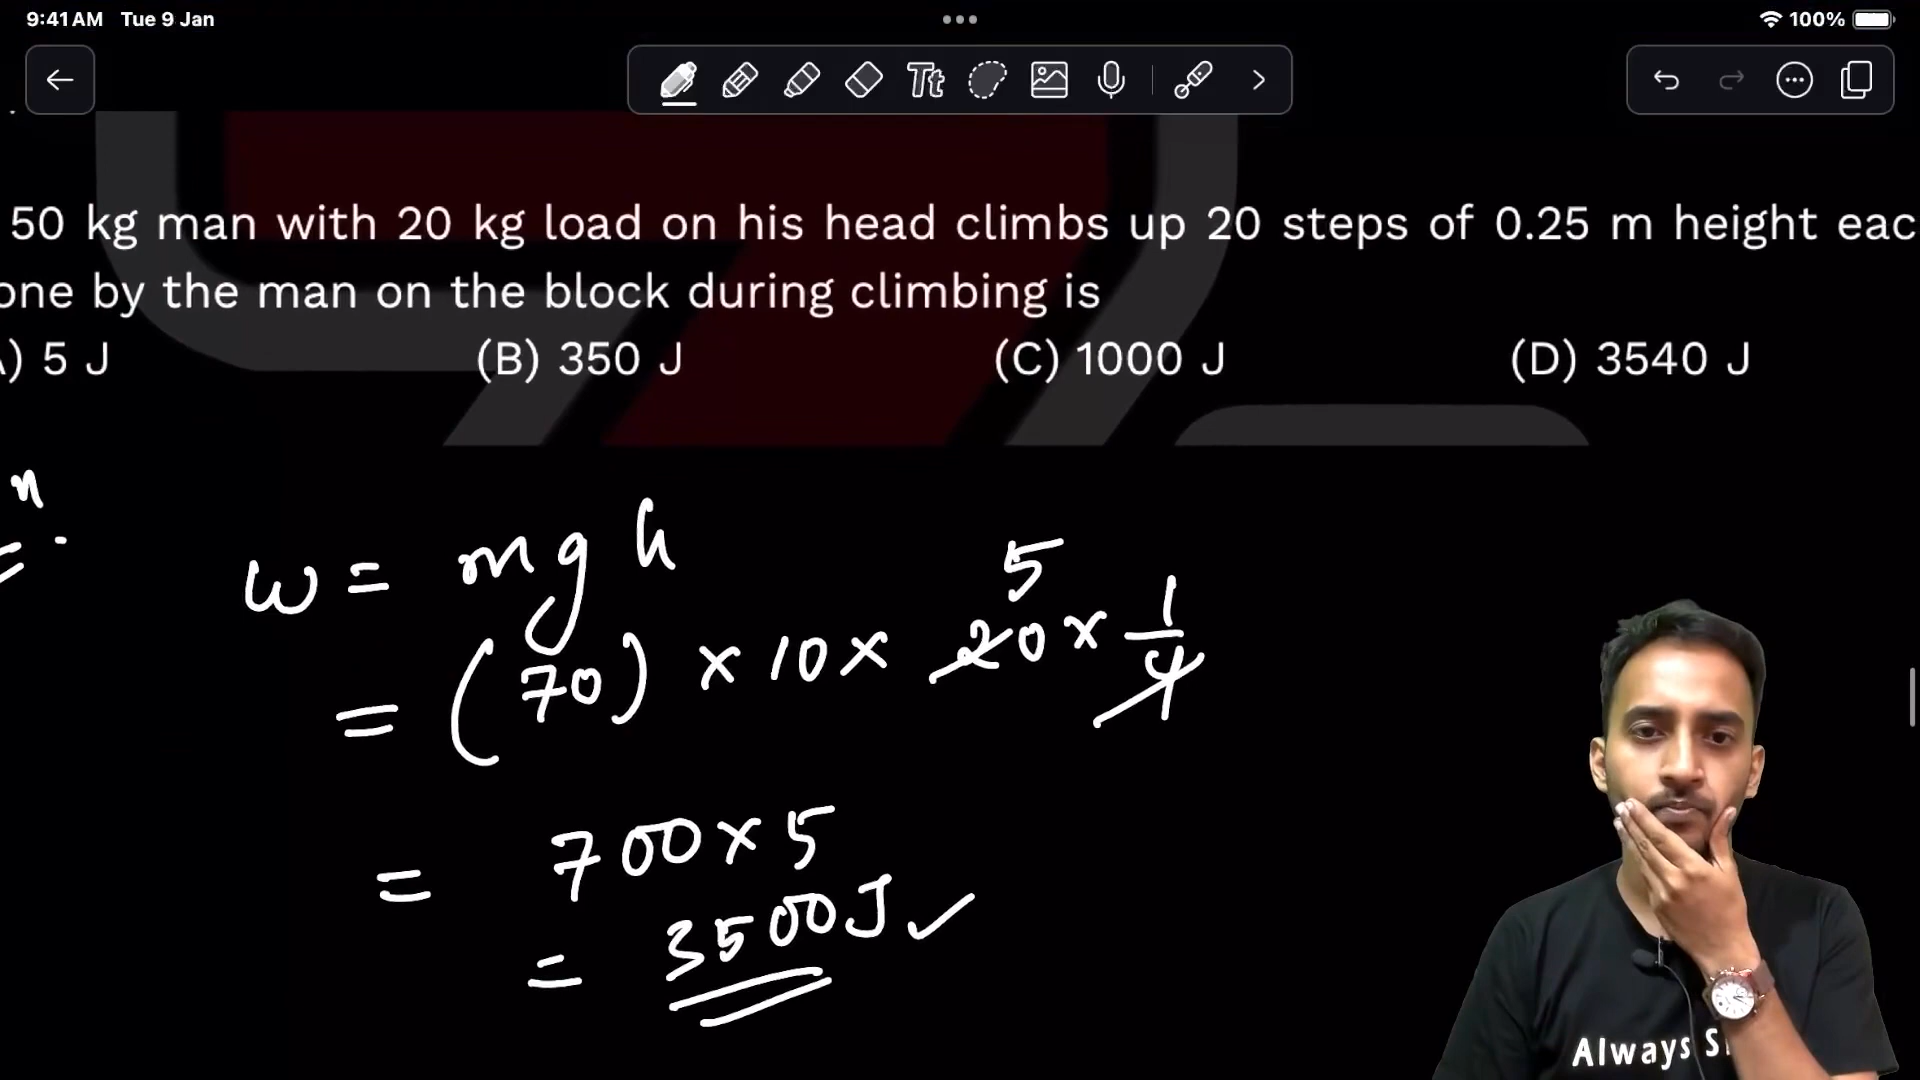 9:41 AM Tue 9 Jan
100%
Tt
50 kg man with 20 kg load on his head climbs up 20 steps of 0.25 m height eac
one by the man on the block during climbing is
) 5 J (B) 350 J (C) 1000 J (D) 3540 J
n
W = mgh
= (70) × 10 × 20 × 1/4
5
= 700 × 5
= 3500 J ✓
Always